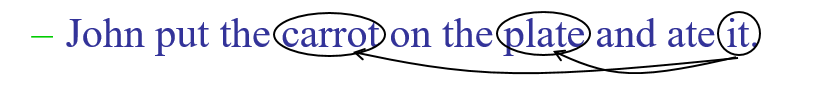 – John put the carrot on the plate and ate it.